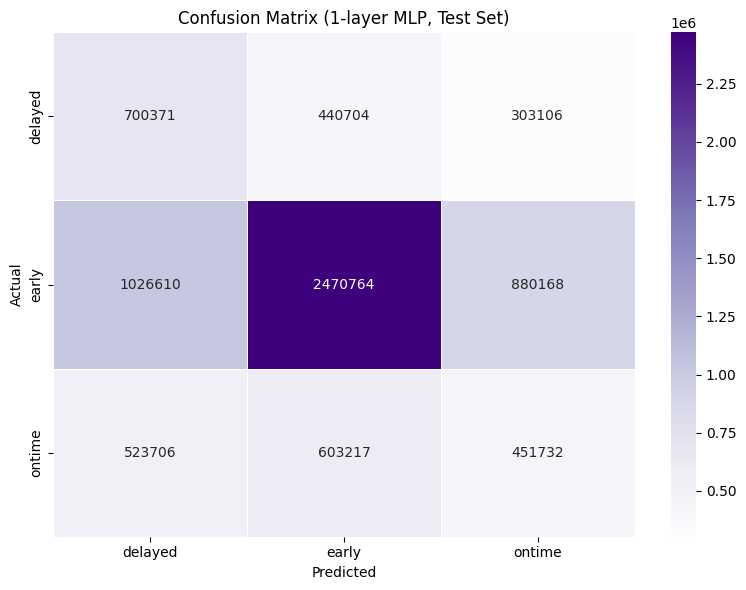 Confusion Matrix (1-layer MLP, Test Set)
1e6
delayed
700371
440704
303106
2.25
2.00
1.75
Actual
early
1026610
2470764
880168
1.50
1.25
1.00
ontime
523706
603217
451732
0.75
0.50
delayed
early
ontime
Predicted